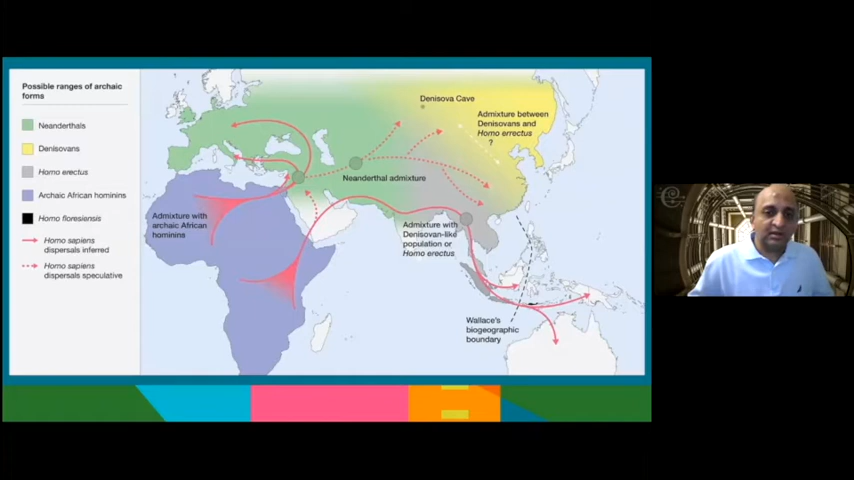 Possible ranges of archaic
forms
Neanderthals
Denisovans
Homo erectus
Archaic African hominins
Homo floresiensis
Homo sapiens
dispersals inferred
Homo sapiens
dispersals speculative
Denisova Cave
Admixture between
Denisovans and
Homo errectus
?
Neanderthal admixture
Admixture with
archaic African
hominins
Admixture with
Denisovan-like
population or
Homo erectus
Wallace's
biogeographic
boundary